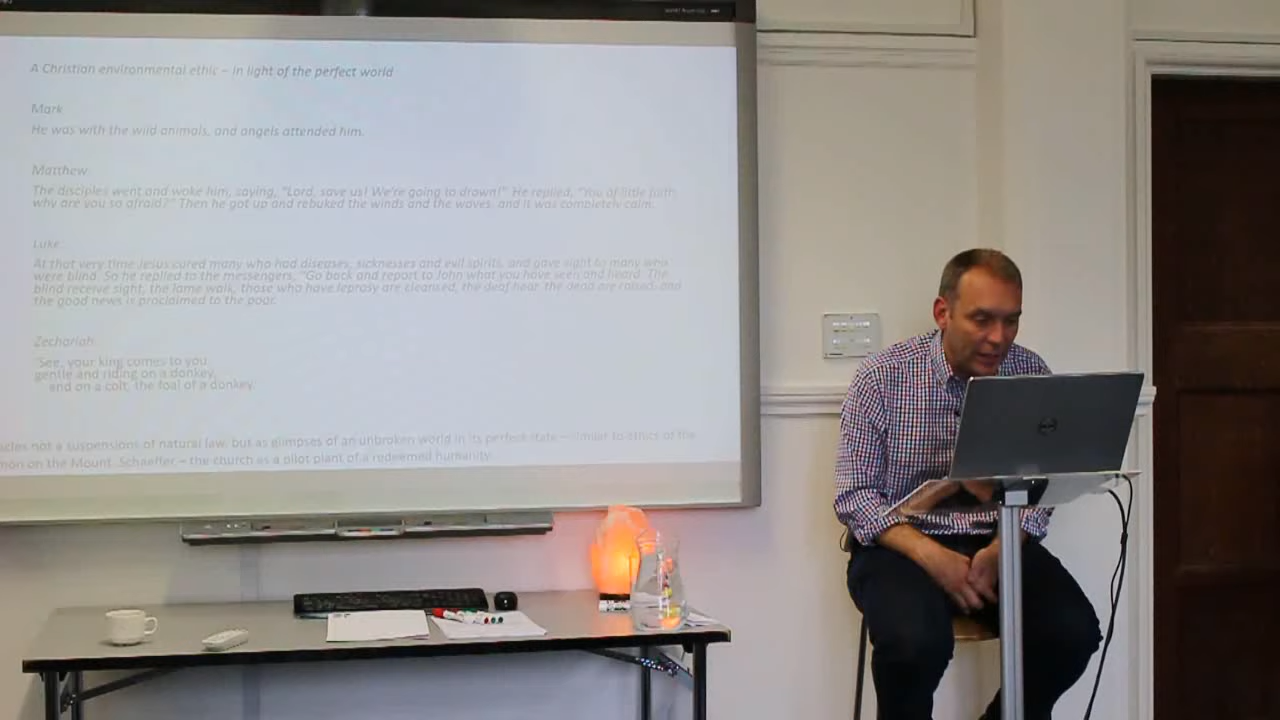 A Christian environmental ethic – in light of the perfect world
Mark
He was with the wild animals, and angels attended him.
Matthew
The disciples went and woke him, saying, “Lord, save us! We’re going to drown!” He replied, “You of little faith,
why are you so afraid?” Then he got up and rebuked the winds and the waves, and it was completely calm.
Luke
At that very time Jesus cured many who had diseases, sicknesses and evil spirits, and gave sight to many who
were blind. So he replied to the messengers, “Go back and report to John what you have seen and heard: The
blind receive sight, the lame walk, those who have leprosy are cleansed, the deaf hear, the dead are raised, and
the good news is proclaimed to the poor.
Zechariah
“See, your king comes to you,
gentle and riding on a donkey,
and on a colt, the foal of a donkey.
acles not a suspensions of natural law, but as glimpses of an unbroken world in its perfect state – similar to ethics of the
mon on the Mount. Schaeffer – the church as a pilot plant of a redeemed humanity.
DELL